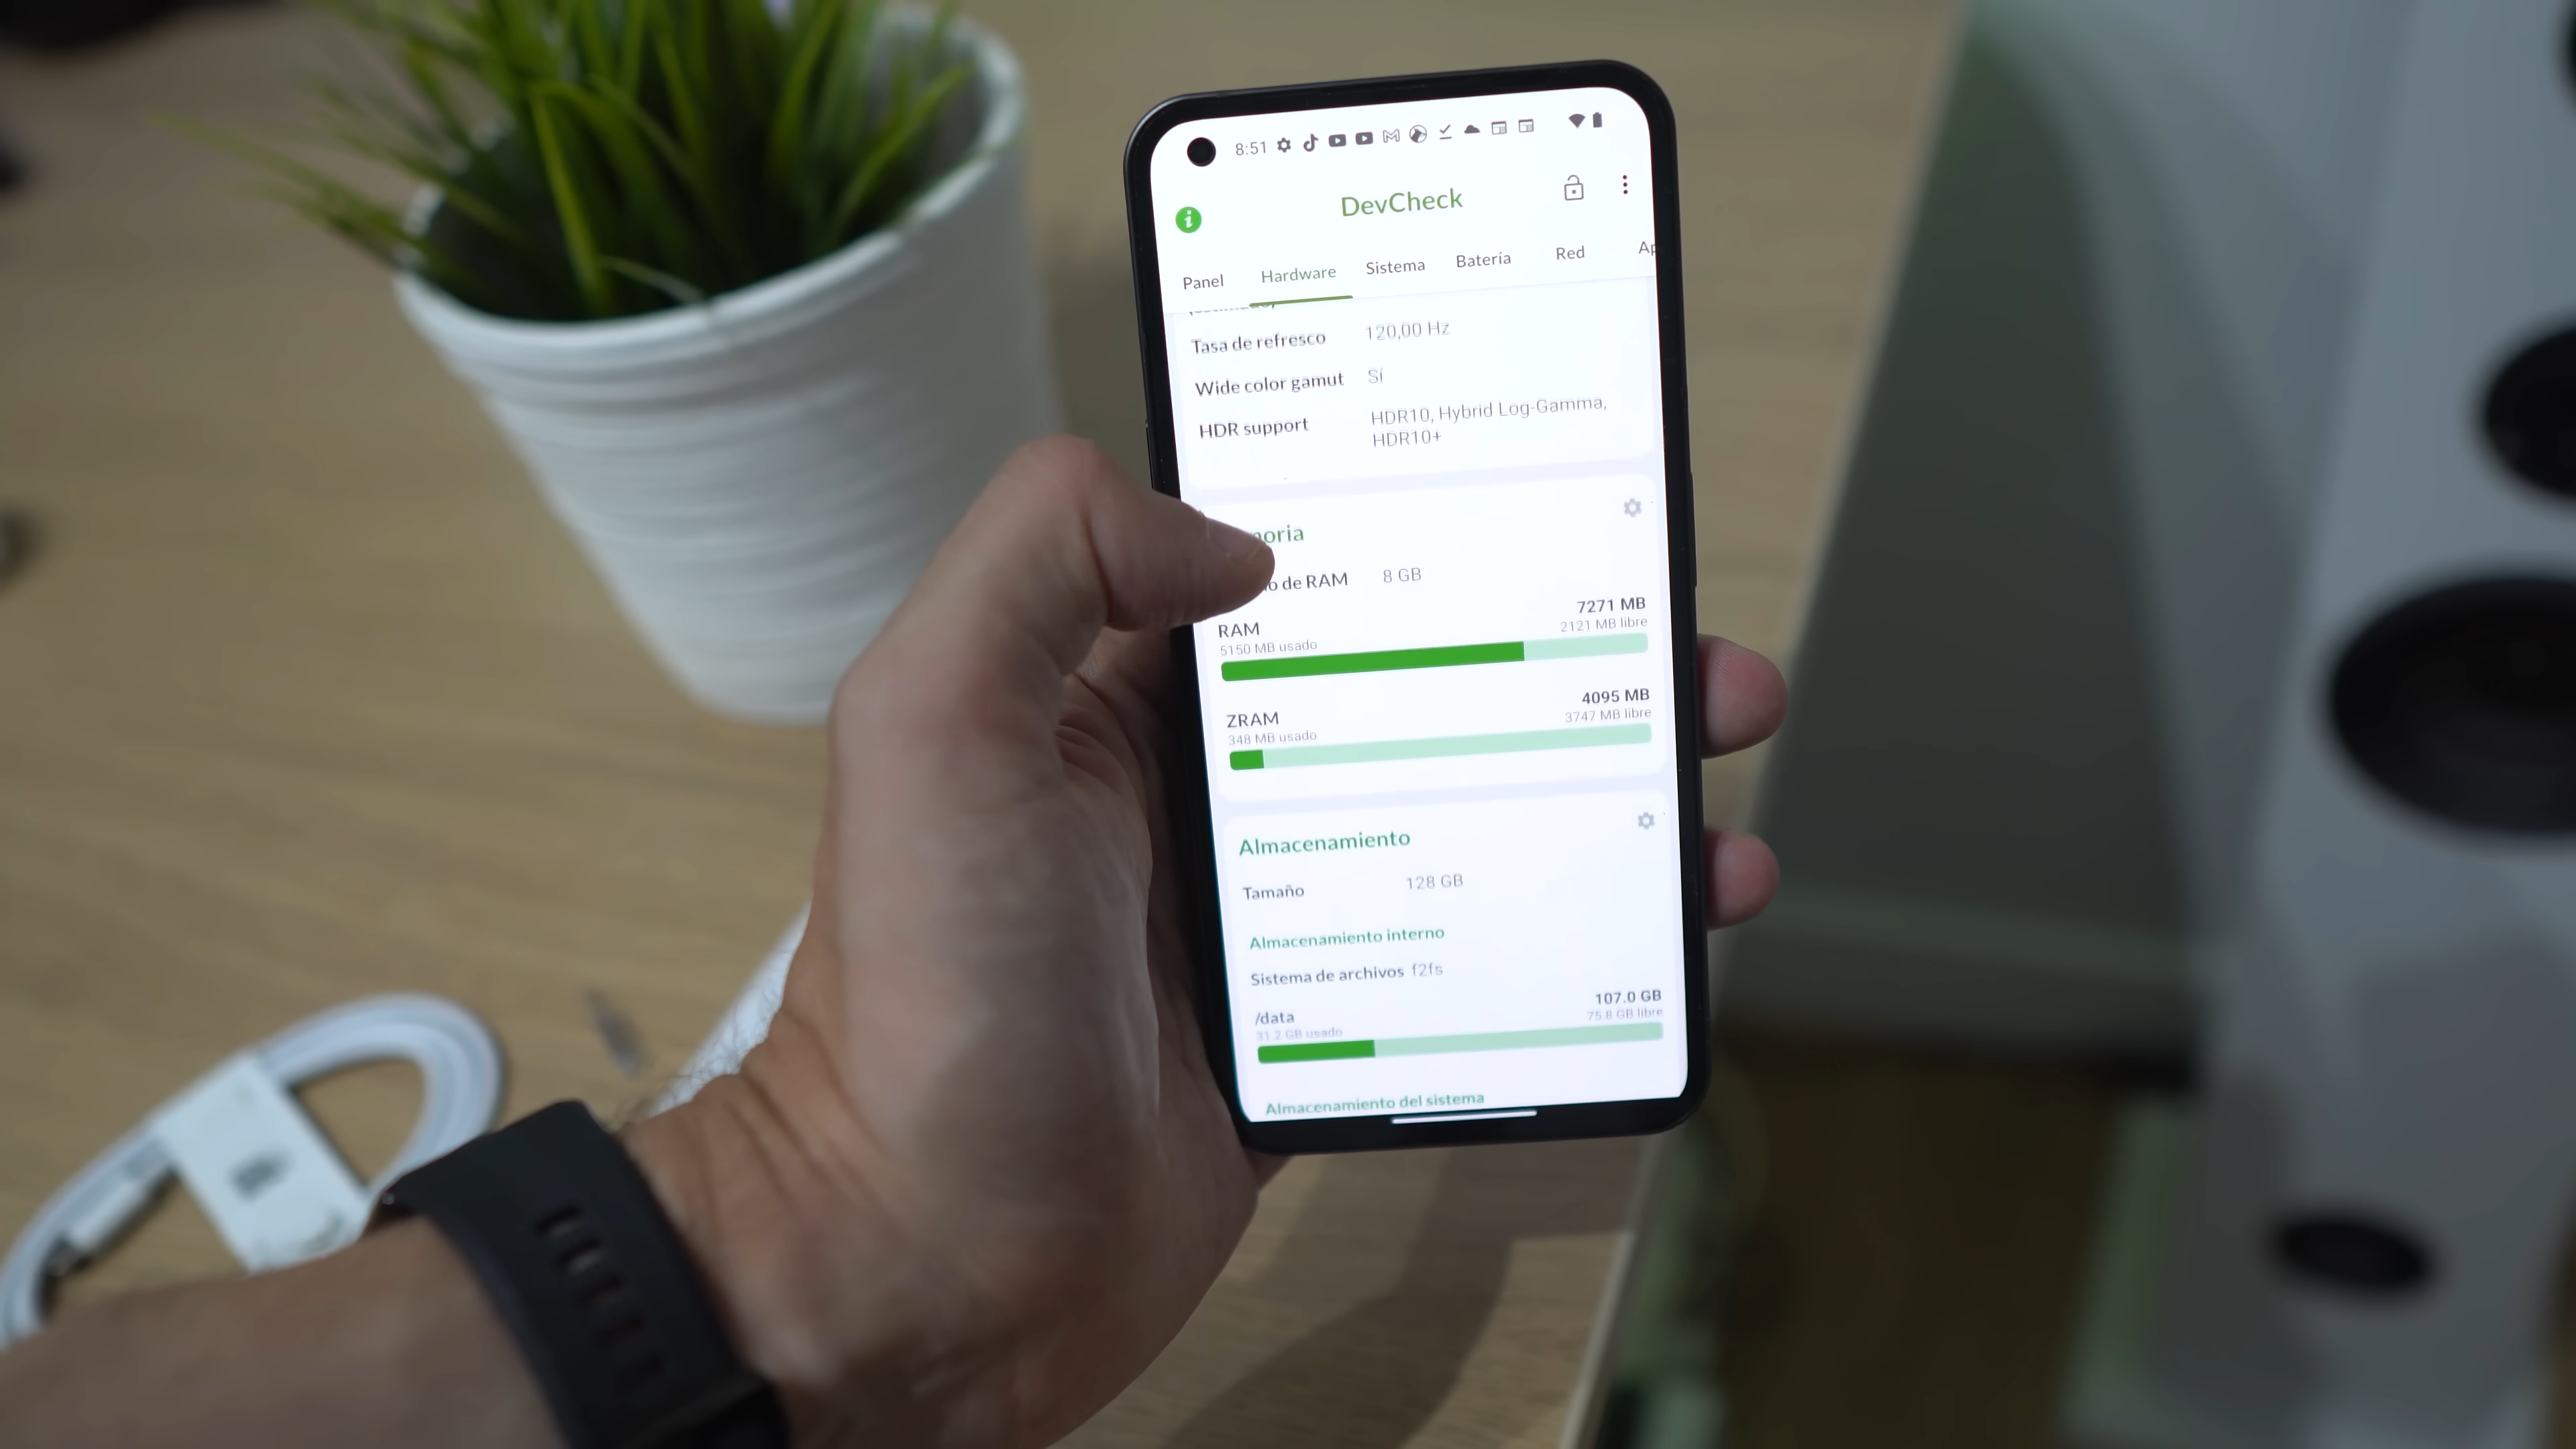 8:51
DevCheck
Panel Hardware Sistema Batería Red Ap
Tasa de refresco 120,00 Hz
Wide color gamut Sí
HDR support HDR10, Hybrid Log-Gamma,
HDR10+
moria
o de RAM 8 GB
RAM 7271 MB
5150 MB usado 2121 MB libre
ZRAM 4095 MB
348 MB usado 3747 MB libre
Almacenamiento
Tamaño 128 GB
Almacenamiento interno
Sistema de archivos f2fs
/data 107.0 GB
31.2 GB usado 75.8 GB libre
Almacenamiento del sistema